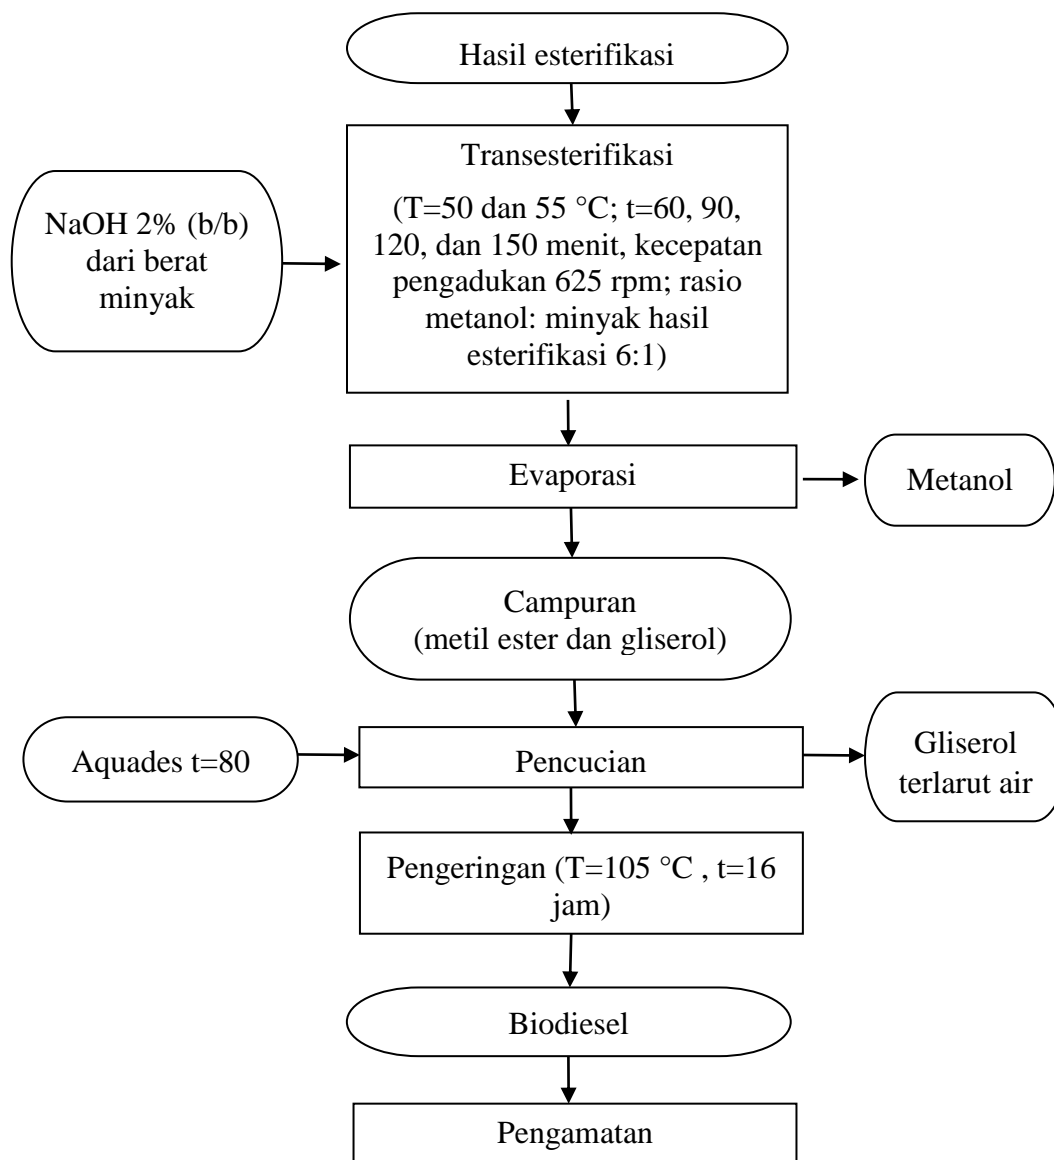 Hasil esterifikasi
Transesterifikasi
(T=50 dan 55 °C; t=60, 90,
120, dan 150 menit, kecepatan
pengadukan 625 rpm; rasio
metanol: minyak hasil
esterifikasi 6:1)
NaOH 2% (b/b)
dari berat
minyak
Evaporasi
Metanol
Campuran
(metil ester dan gliserol)
Aquades t=80
Pencucian
Gliserol
terlarut air
Pengeringan (T=105 °C , t=16
jam)
Biodiesel
Pengamatan